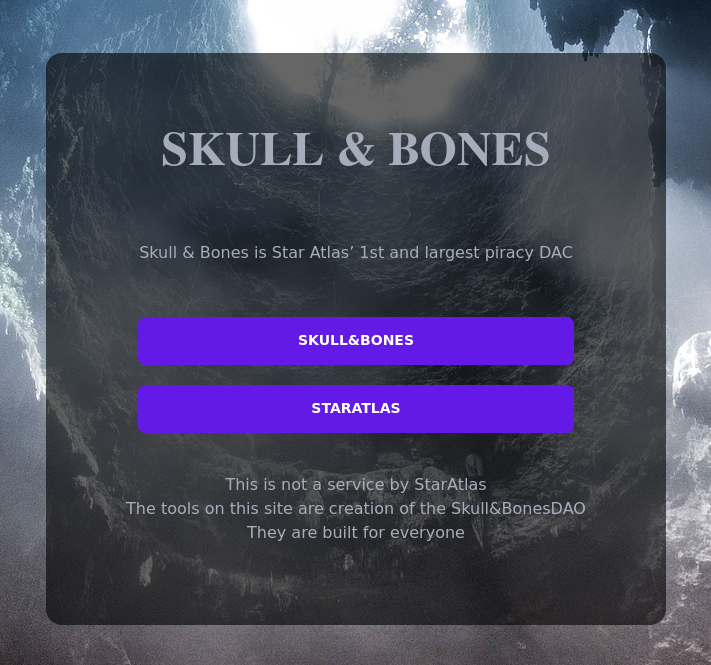 SKULL & BONES
Skull & Bones is Star Atlas’ 1st and largest piracy DAC
SKULL&BONES
STARATLAS
This is not a service by StarAtlas
The tools on this site are creation of the Skull&BonesDAO
They are built for everyone